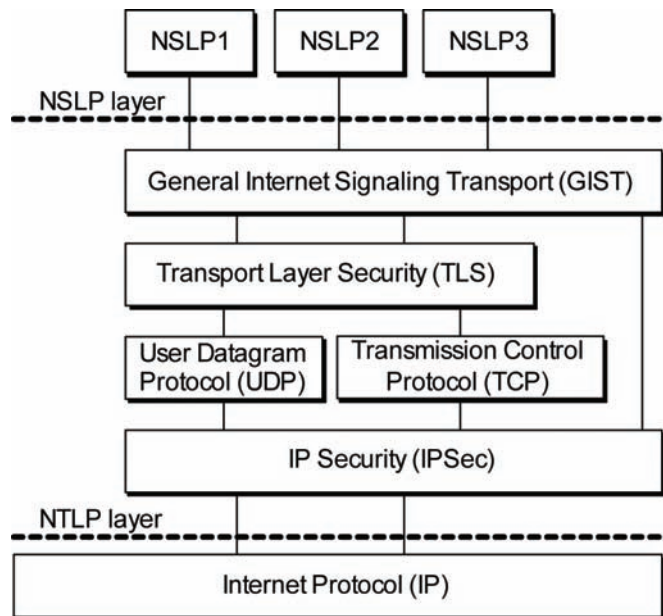 NSLP1
NSLP2
NSLP3
NSLP layer
General Internet Signaling Transport (GIST)
Transport Layer Security (TLS)
User Datagram
Protocol (UDP)
Transmission Control
Protocol (TCP)
IP Security (IPSec)
NTLP layer
Internet Protocol (IP)